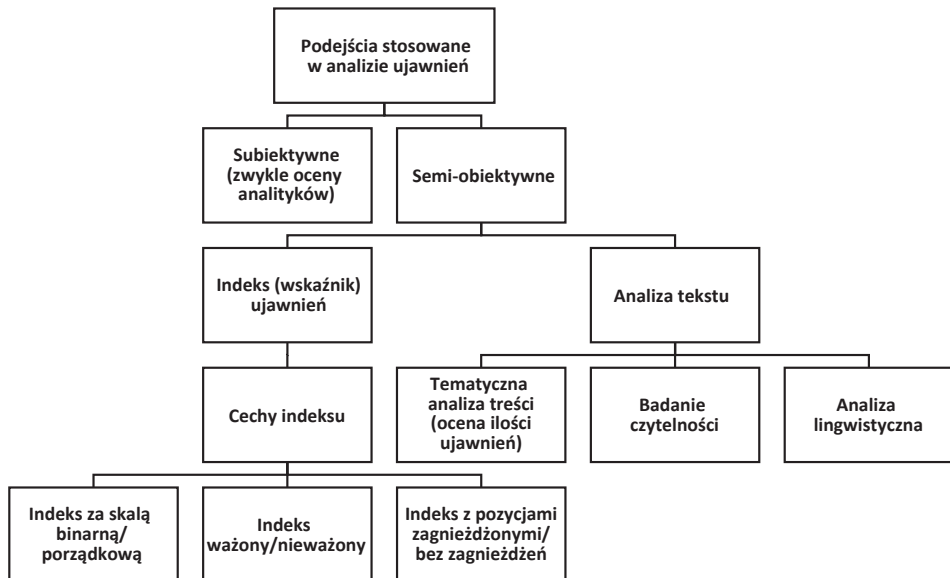 Podejścia stosowane
w analizie ujawnień
Subiektywne
(zwykle oceny
analityków)
Semi-obiektywne
Indeks (wskaźnik)
ujawnień
Analiza tekstu
Cechy indeksu
Tematyczna
analiza treści
(ocena ilości
ujawnień)
Badanie
czytelności
Analiza
lingwistyczna
Indeks za skalą
binarną/
porządkową
Indeks
ważony/nieważony
Indeks z pozycjami
zagnieżdżonymi/
bez zagnieżdżeń